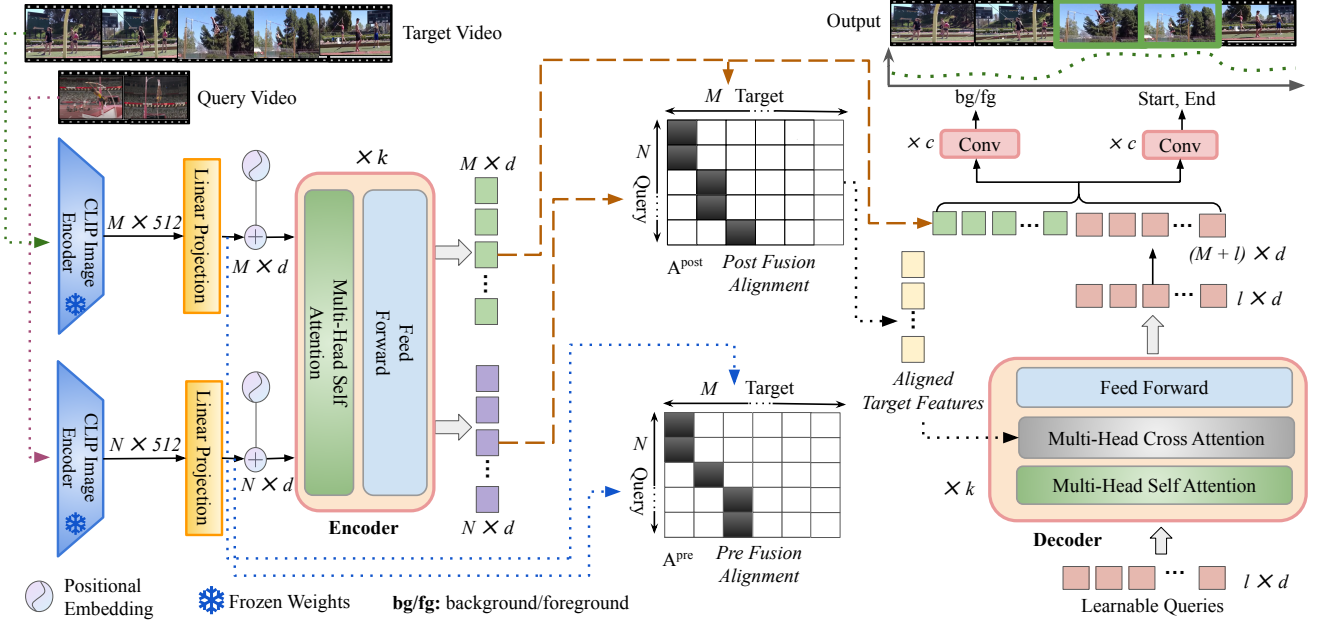 Target Video
Query Video
CLIP Image
Encoder
M × 512
Linear Projection
M × d
× k
Multi-Head Self
Attention
Feed
Forward
Encoder
M × d
CLIP Image
Encoder
N × 512
Linear Projection
N × d
N × d
M Target
N
Query
A^post
Post Fusion
Alignment
M Target
N
Query
A^pre
Pre Fusion
Alignment
Output
bg/fg
Start, End
× c
Conv
× c
Conv
(M + l) × d
l × d
Aligned
Target Features
Feed Forward
Multi-Head Cross Attention
Multi-Head Self Attention
× k
Decoder
l × d
Learnable Queries
Positional
Embedding
Frozen Weights
bg/fg: background/foreground